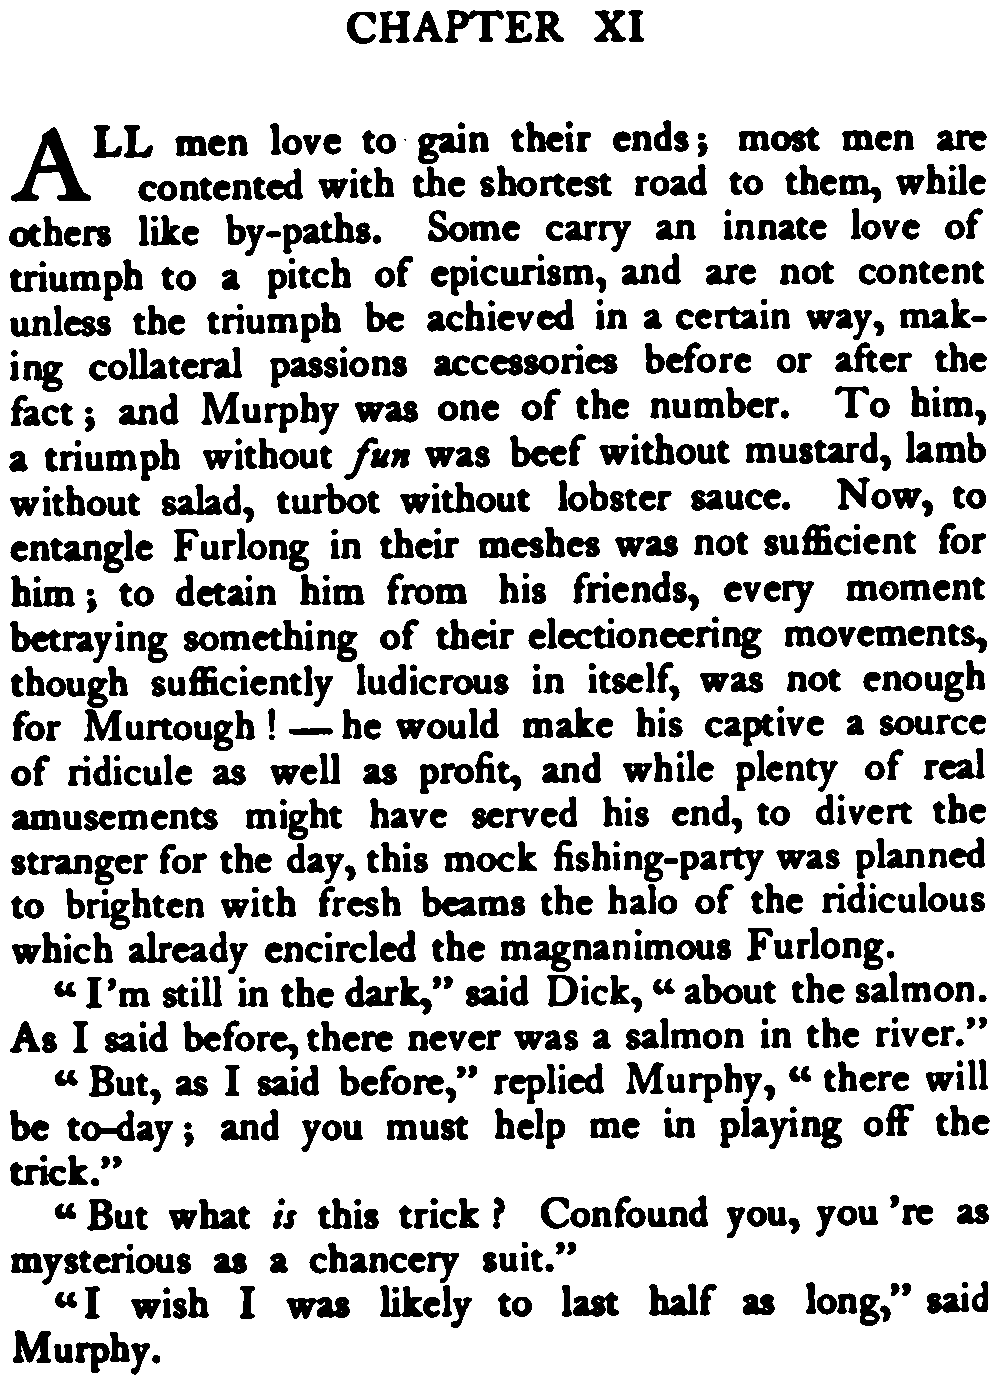 CHAPTER XI
ALL men love to gain their ends; most men are
contented with the shortest road to them, while
others like by-paths. Some carry an innate love of
triumph to a pitch of epicurism, and are not content
unless the triumph be achieved in a certain way, mak-
ing collateral passions accessories before or after the
fact; and Murphy was one of the number. To him,
a triumph without fun was beef without mustard, lamb
without salad, turbot without lobster sauce. Now, to
entangle Furlong in their meshes was not sufficient for
him; to detain him from his friends, every moment
betraying something of their electioneering movements,
though sufficiently ludicrous in itself, was not enough
for Murtough! — he would make his captive a source
of ridicule as well as profit, and while plenty of real
amusements might have served his end, to divert the
stranger for the day, this mock fishing-party was planned
to brighten with fresh beams the halo of the ridiculous
which already encircled the magnanimous Furlong.
"I'm still in the dark," said Dick, "about the salmon.
As I said before, there never was a salmon in the river."
"But, as I said before," replied Murphy, "there will
be to-day; and you must help me in playing off the
trick."
"But what is this trick? Confound you, you're as
mysterious as a chancery suit."
"I wish I was likely to last half as long," said
Murphy.